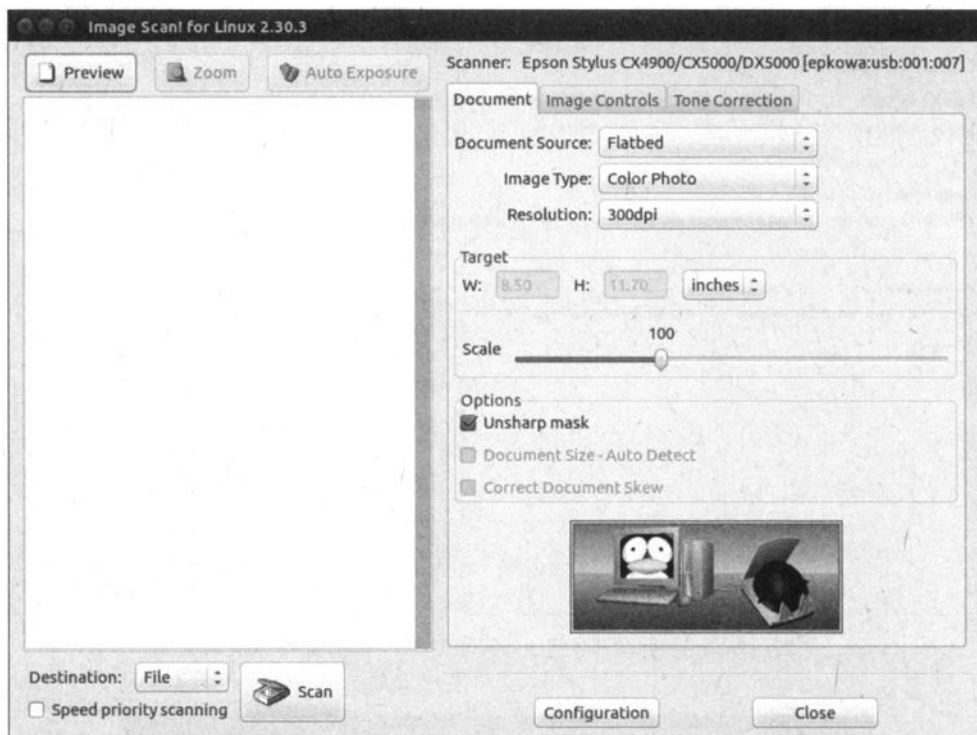 Image Scan! for Linux 2.30.3
Preview
Zoom
Auto Exposure
Scanner: Epson Stylus CX4900/CX5000/DX5000 [epkowa:usb:001:007]
Document
Image Controls
Tone Correction
Document Source: Flatbed
Image Type: Color Photo
Resolution: 300dpi
Target
W: 8.50 H: 11.70 inches
100
Scale
Options
Unsharp mask
Document Size - Auto Detect
Correct Document Skew
Destination: File
Speed priority scanning
Scan
Configuration
Close